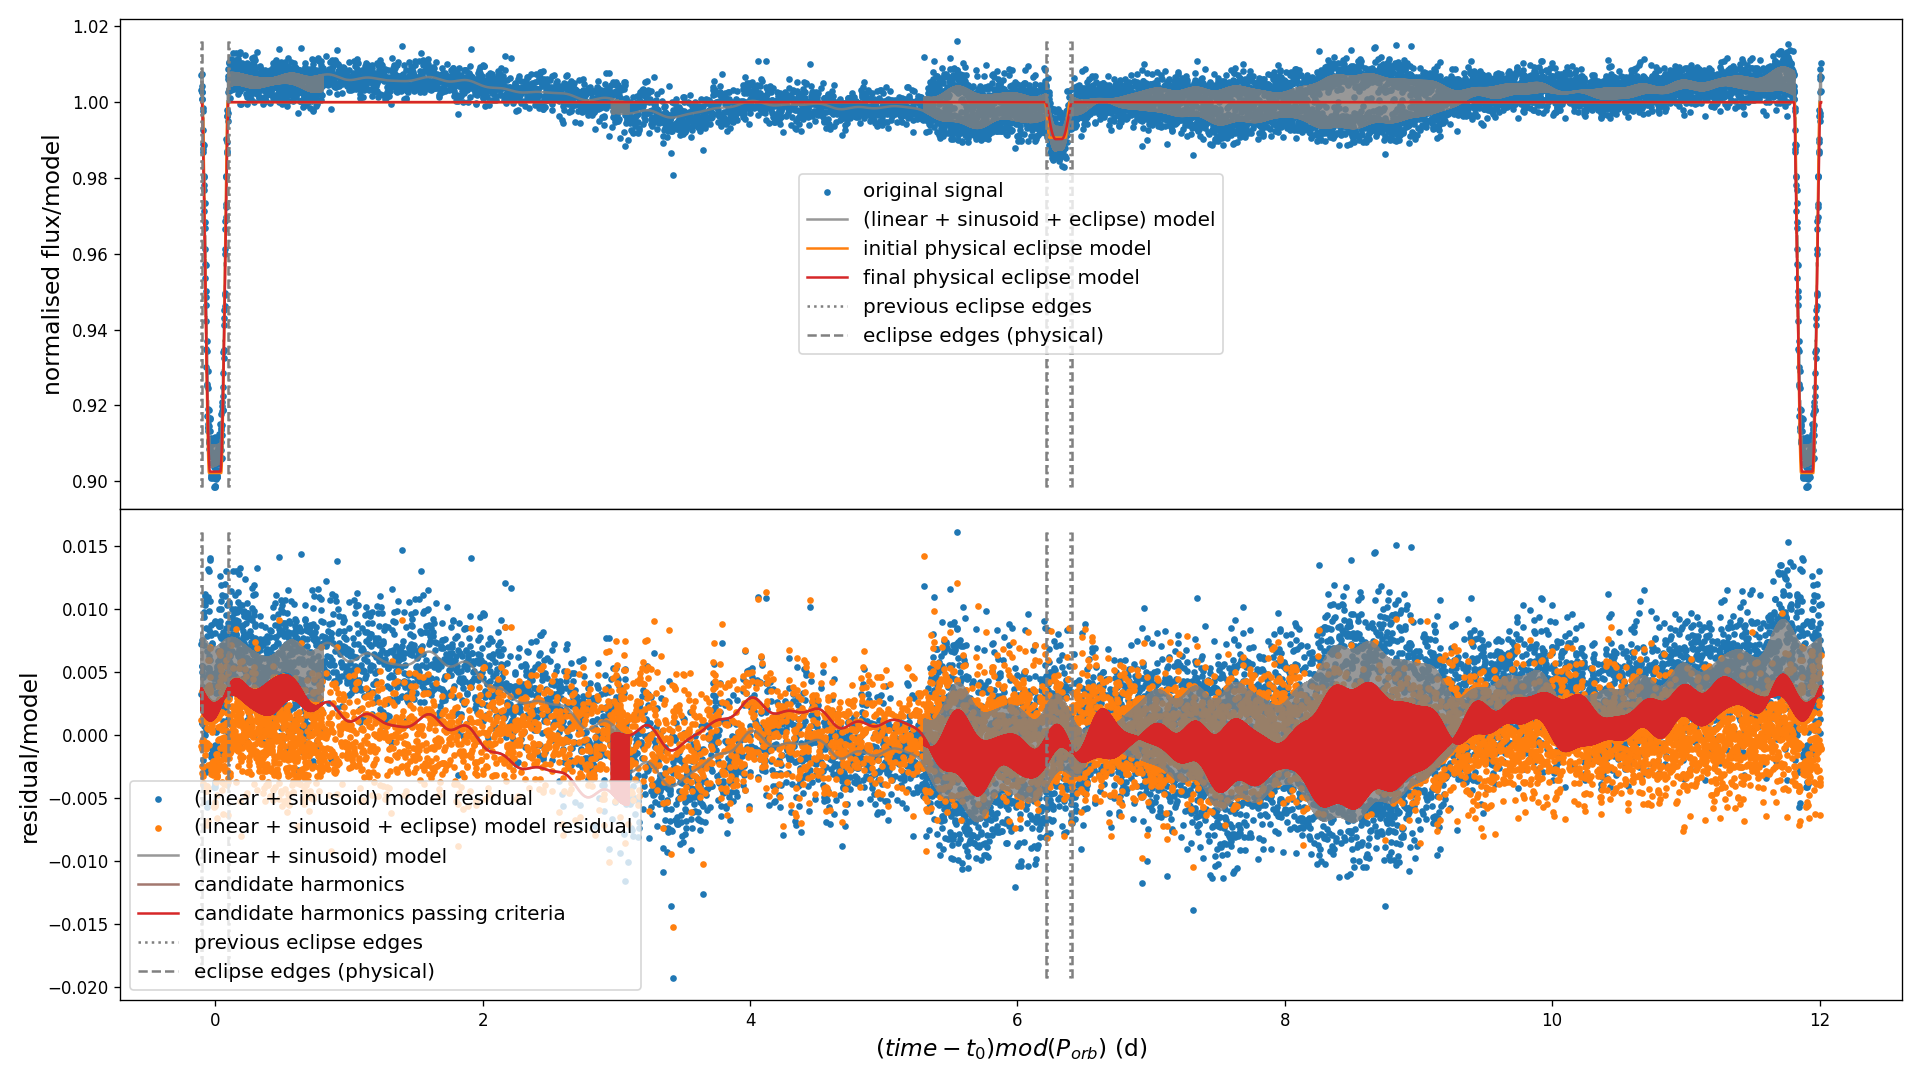 normalised flux/model
1.02
1.00
0.98
0.96
0.94
0.92
0.90
original signal
(linear + sinusoid + eclipse) model
initial physical eclipse model
final physical eclipse model
previous eclipse edges
eclipse edges (physical)
residual/model
0.015
0.010
0.005
0.000
−0.005
−0.010
−0.015
−0.020
(linear + sinusoid) model residual
(linear + sinusoid + eclipse) model residual
(linear + sinusoid) model
candidate harmonics
candidate harmonics passing criteria
previous eclipse edges
eclipse edges (physical)
0 2 4 6 8 10 12
(time − t₀)mod(Pₒᵣb) (d)